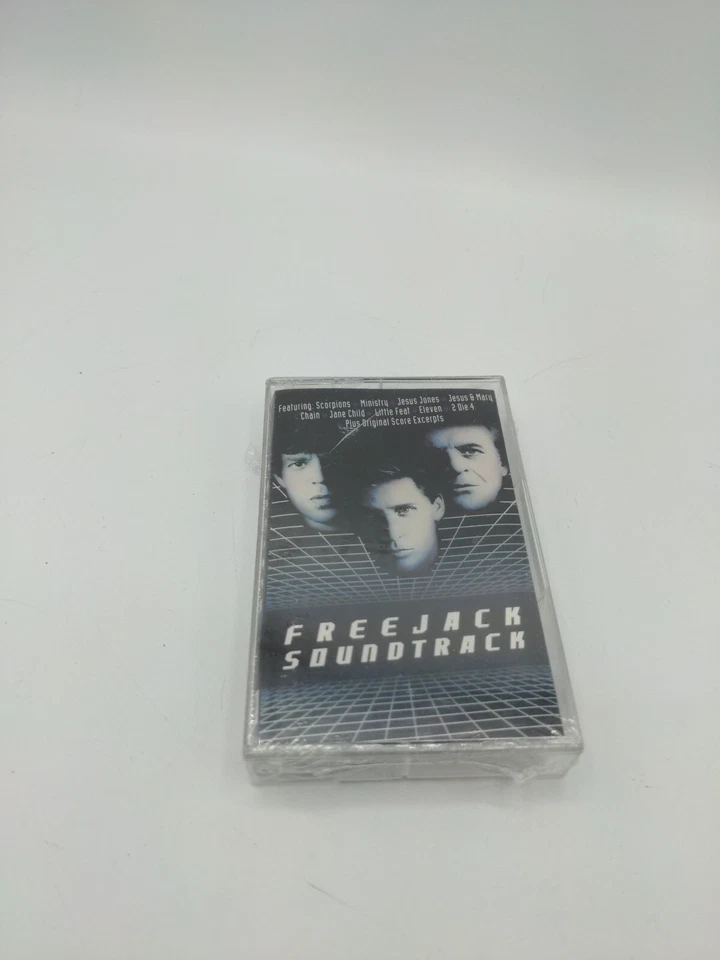 Featuring: Scorpions Ministry Jesus Jones Jesus & Mary
Chain Jane Child Little Feat Eleven 2 Die 4
Plus Original Score Excerpts
FREEJACK
SOUNDTRACK